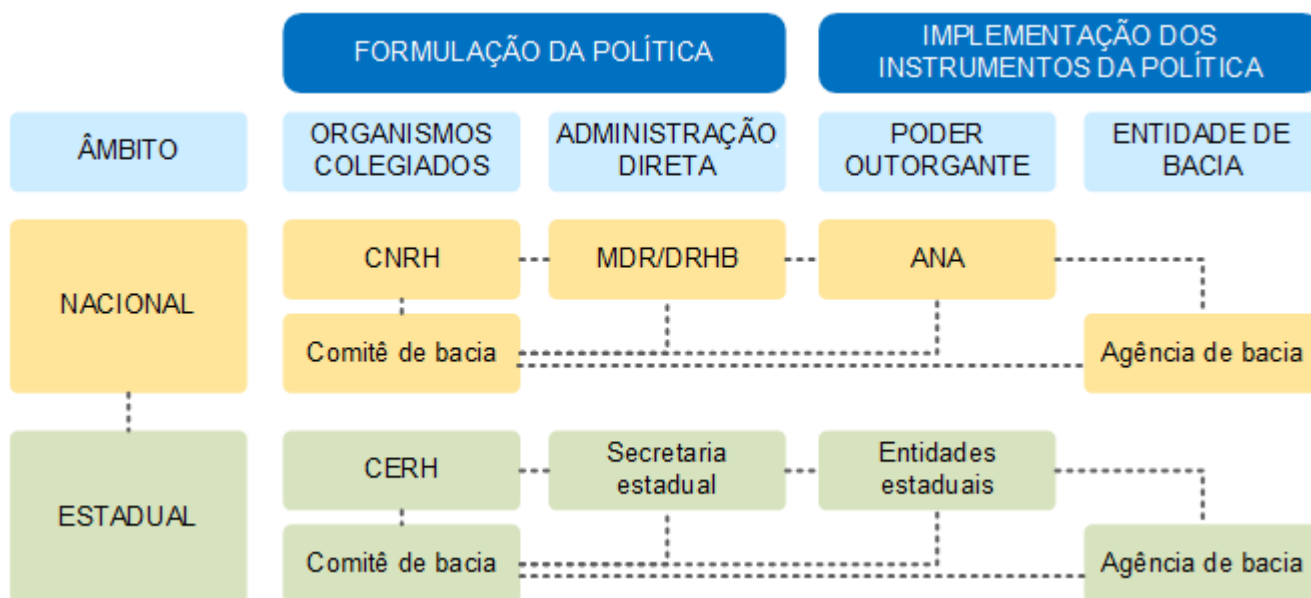 FORMULAÇÃO DA POLÍTICA
IMPLEMENTAÇÃO DOS
INSTRUMENTOS DA POLÍTICA
ÂMBITO
ORGANISMOS
COLEGIADOS
ADMINISTRAÇÃO
DIRETA
PODER
OUTORGANTE
ENTIDADE DE
BACIA
NACIONAL
CNRH
MDR/DRHB
ANA
Comitê de bacia
Agência de bacia
ESTADUAL
CERH
Secretaria
estadual
Entidades
estaduais
Comitê de bacia
Agência de bacia